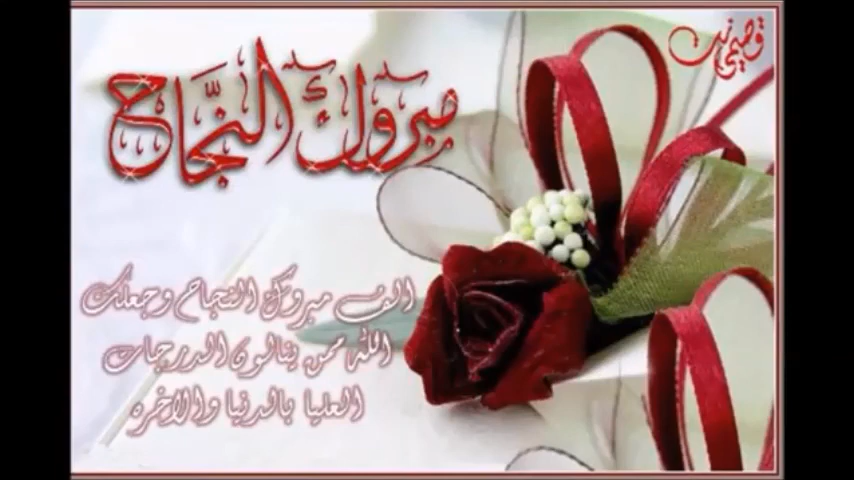 مبروك النجاح
الف مبروك النجاح وجعلك
الله ممن ينالون الدرجات
العليا بالدنيا والاخره